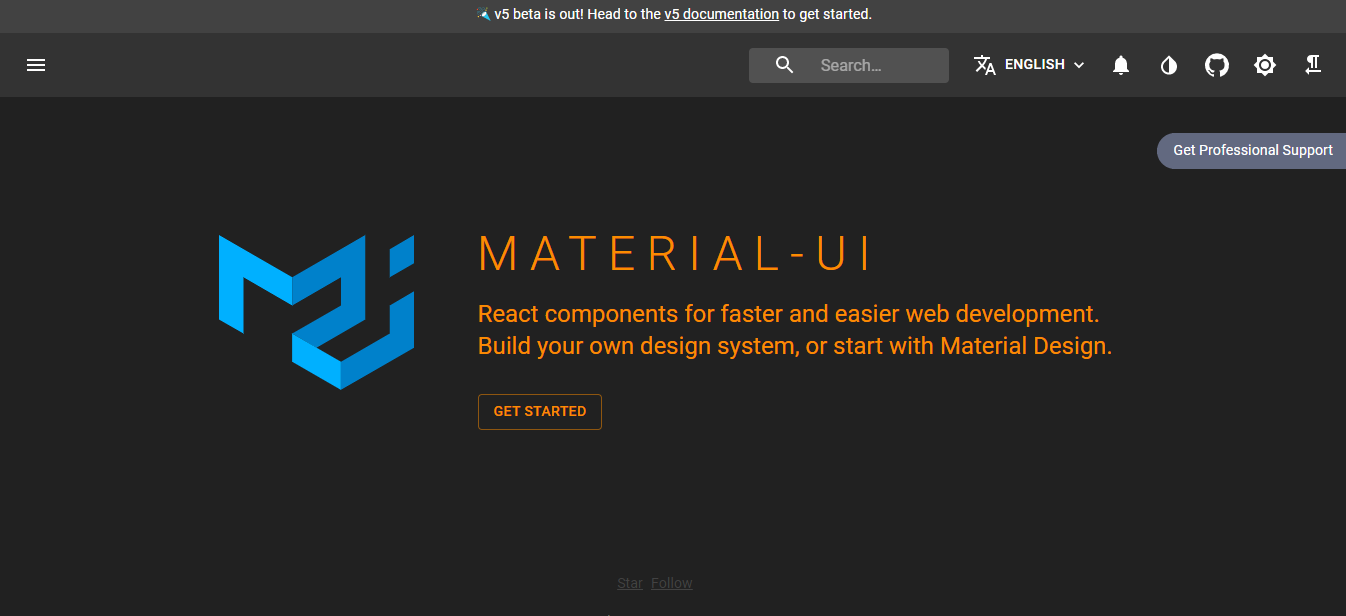 v5 beta is out! Head to the v5 documentation to get started.
Search…
ENGLISH
Get Professional Support
MATERIAL-UI
React components for faster and easier web development.
Build your own design system, or start with Material Design.
GET STARTED
Star Follow